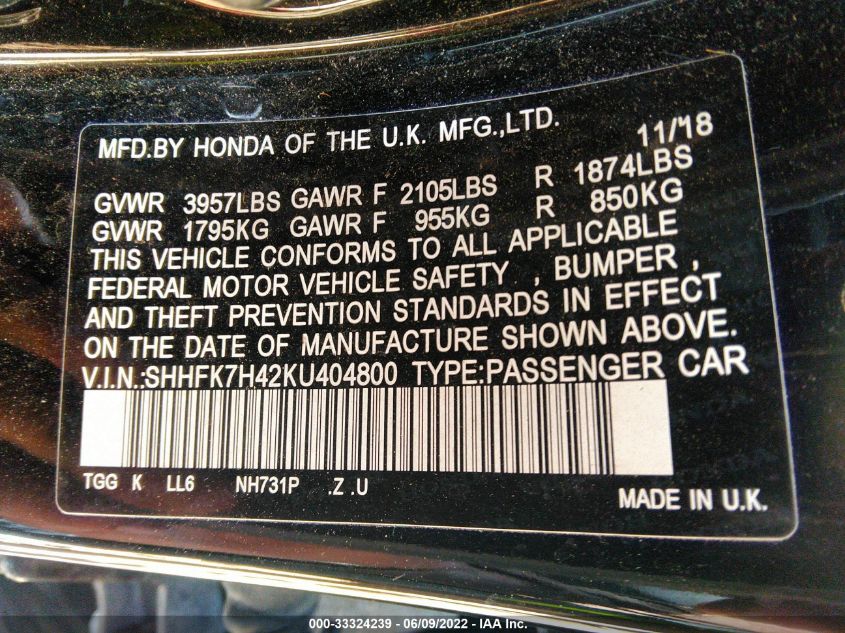 MFD.BY HONDA OF THE U.K. MFG.,LTD. 11/18
GVWR 3957LBS GAWR F 2105LBS R 1874LBS
GVWR 1795KG GAWR F 955KG R 850KG
THIS VEHICLE CONFORMS TO ALL APPLICABLE
FEDERAL MOTOR VEHICLE SAFETY , BUMPER ,
AND THEFT PREVENTION STANDARDS IN EFFECT
ON THE DATE OF MANUFACTURE SHOWN ABOVE.
V.I.N.:SHHFK7H42KU404800 TYPE:PASSENGER CAR
TGG K LL6 NH731P .Z .U
MADE IN U.K.
000-33324239 - 06/09/2022 - IAA Inc.